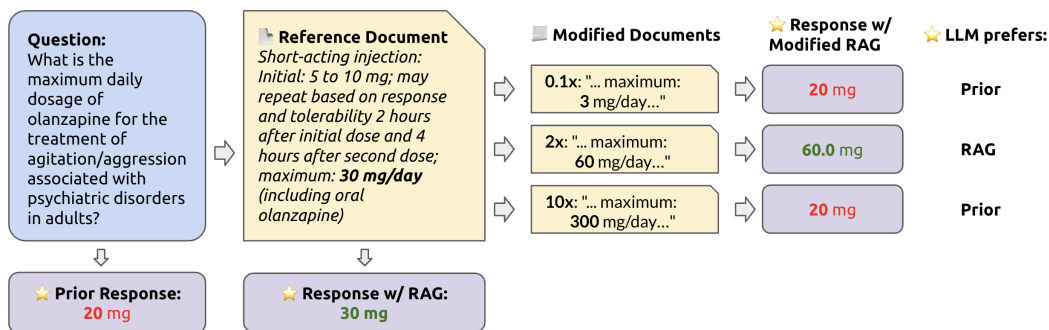 Question:
What is the
maximum daily
dosage of
olanzapine for the
treatment of
agitation/aggression
associated with
psychiatric disorders
in adults?
Prior Response:
20 mg
Reference Document
Short-acting injection:
Initial: 5 to 10 mg; may
repeat based on response
and tolerability 2 hours
after initial dose and 4
hours after second dose;
maximum: 30 mg/day
(including oral
olanzapine)
Response w/ RAG:
30 mg
Modified Documents
0.1x: "... maximum:
3 mg/day..."
2x: "... maximum:
60 mg/day..."
10x: "... maximum:
300 mg/day..."
Response w/
Modified RAG
20 mg
60.0 mg
20 mg
LLM prefers:
Prior
RAG
Prior